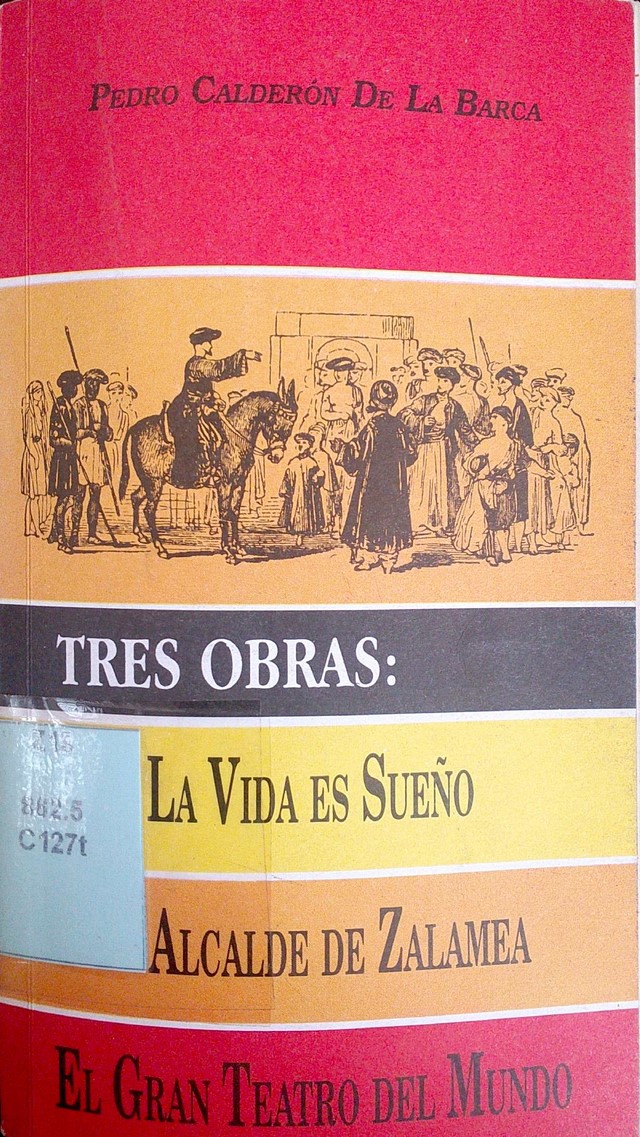 PEDRO CALDERÓN DE LA BARCA
TRES OBRAS:
862.5
C127t
LA VIDA ES SUEÑO
ALCALDE DE ZALAMEA
EL GRAN TEATRO DEL MUNDO